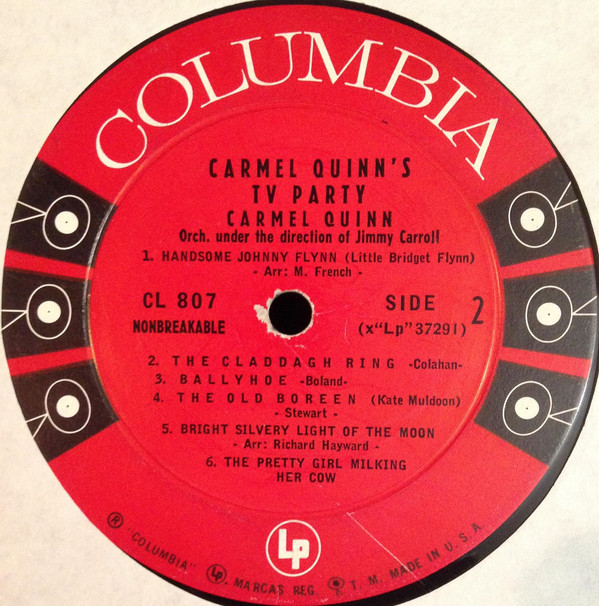 COLUMBIA
CARMEL QUINN'S
TV PARTY
CARMEL QUINN
Orch. under the direction of Jimmy Carroll
1. HANDSOME JOHNNY FLYNN (Little Bridget Flynn)
- Arr: M. French -
CL 807
NONBREAKABLE
SIDE 2
(x"Lp"37291)
2. THE CLADDAGH RING -Colahan-
3. BALLYHOE -Boland-
4. THE OLD BOREEN (Kate Muldoon)
- Stewart -
5. BRIGHT SILVERY LIGHT OF THE MOON
- Arr: Richard Hayward -
6. THE PRETTY GIRL MILKING
HER COW
Lp
® "COLUMBIA" Lp, MARCAS REG. T. M. MADE IN U.S.A.